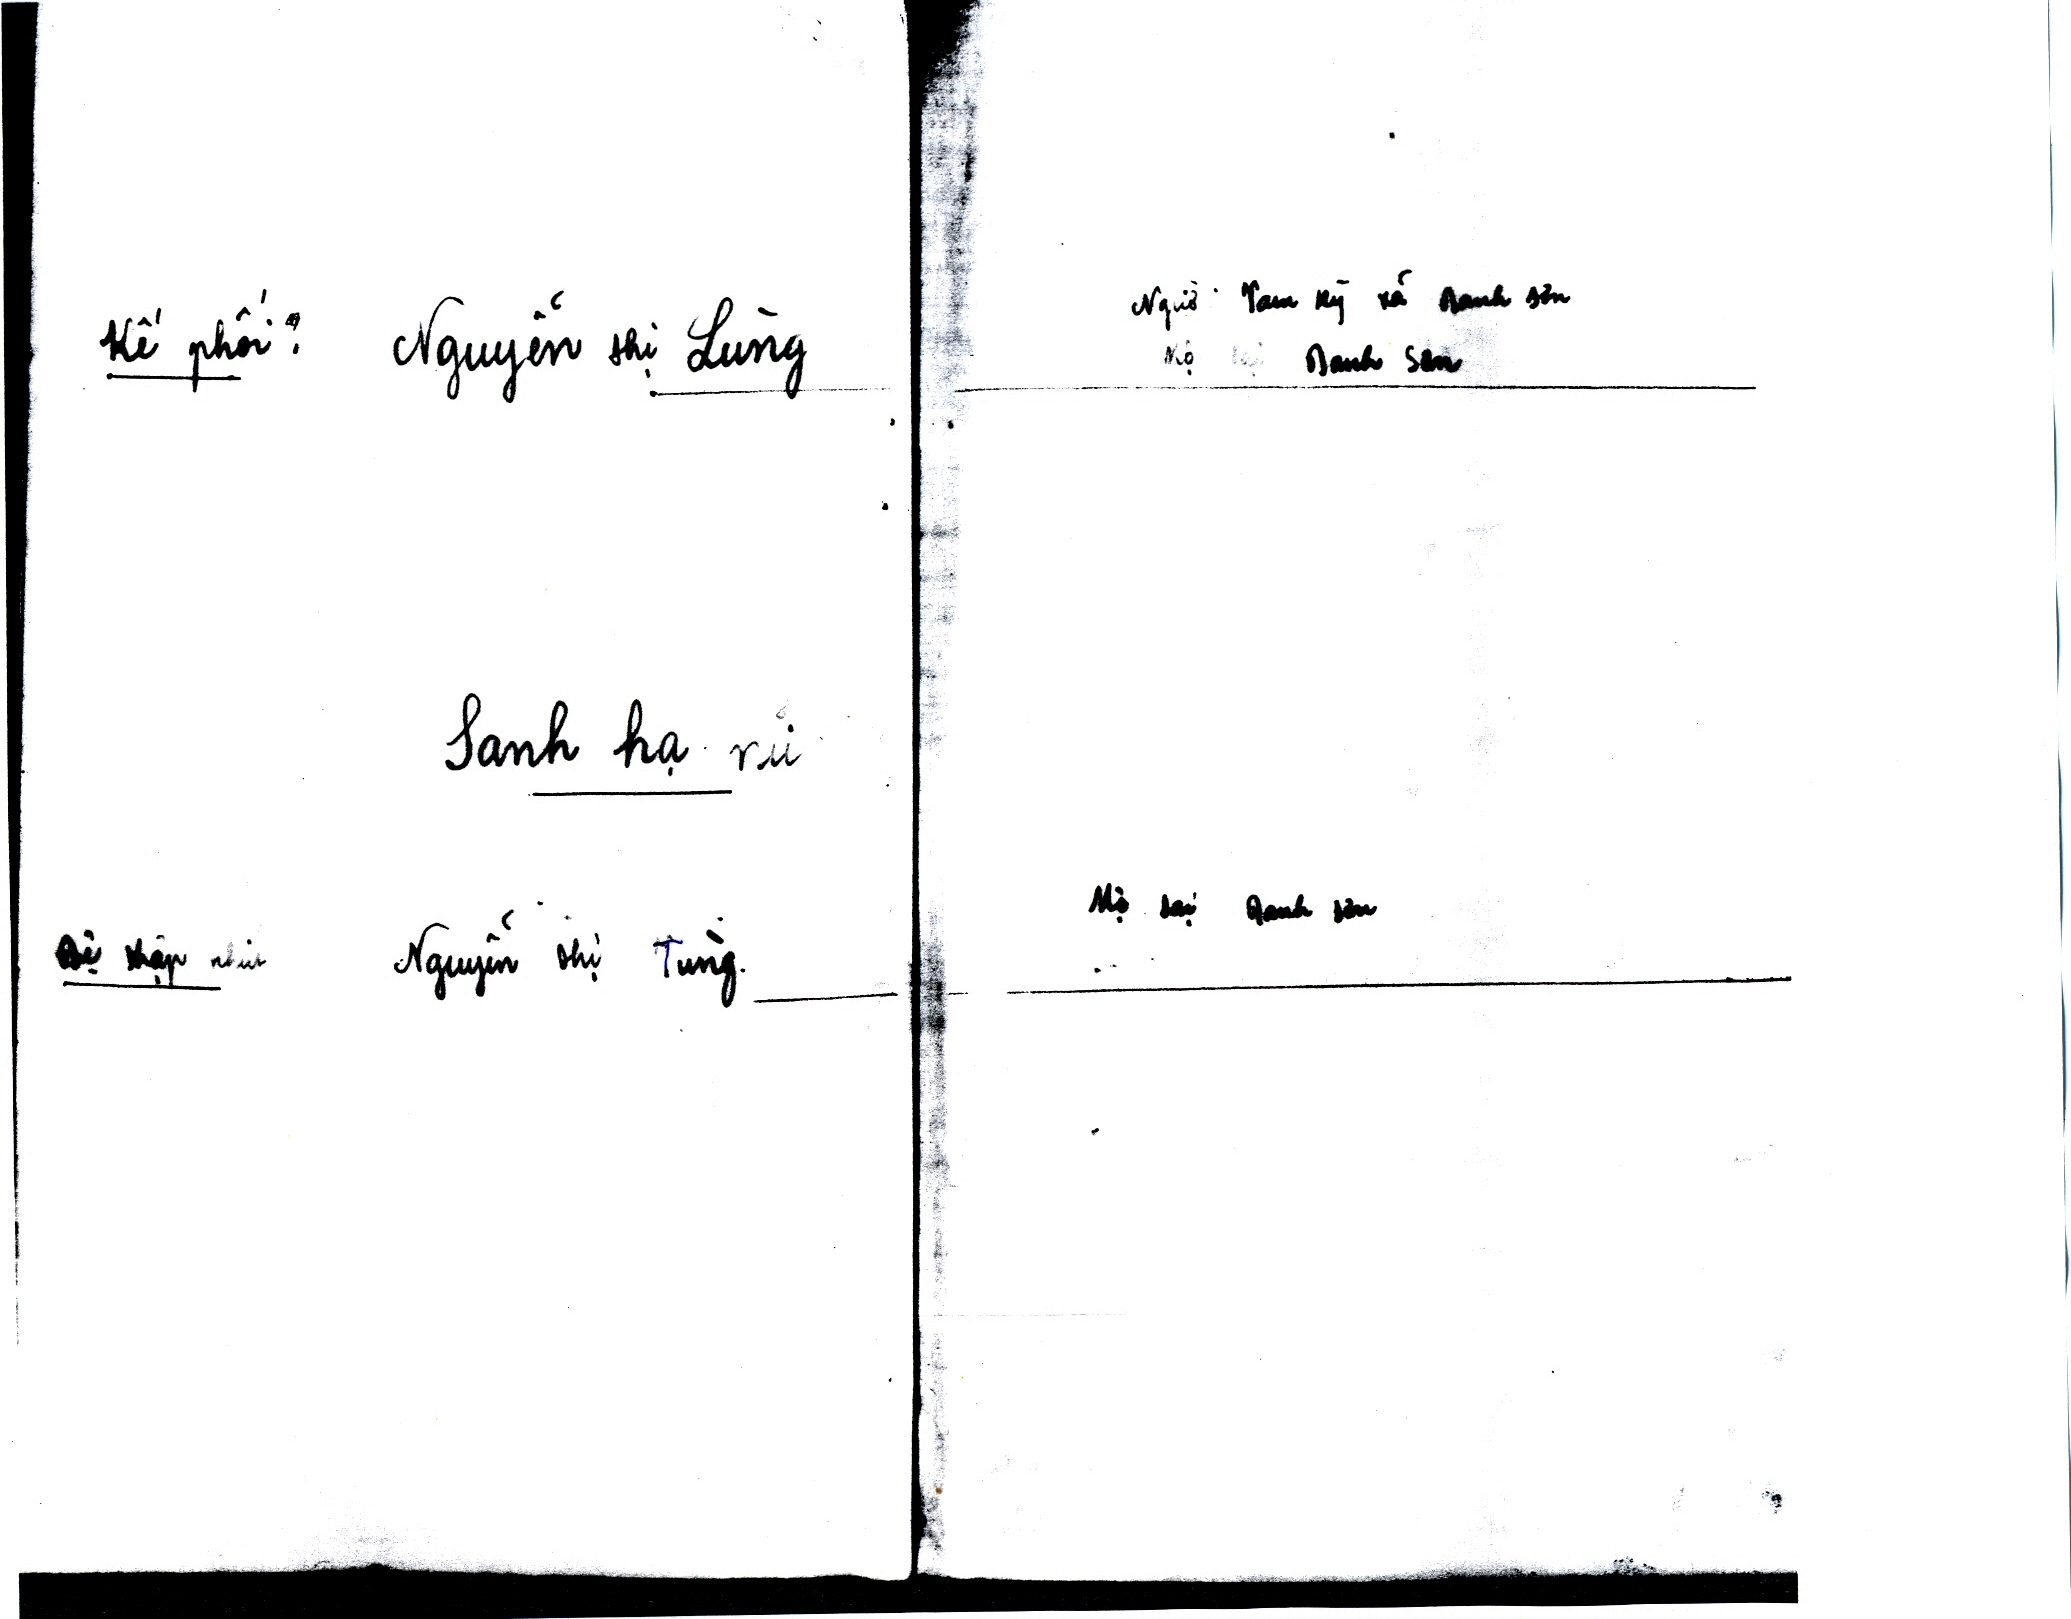 Kế phối: Nguyễn thị Lùng
Người Tam Kỳ xã Danh Sơn
Mộ tại Danh Sơn
Sanh hạ nữ
Đệ thập nhứt Nguyễn thị Tùng.
Mộ tại Danh Sơn